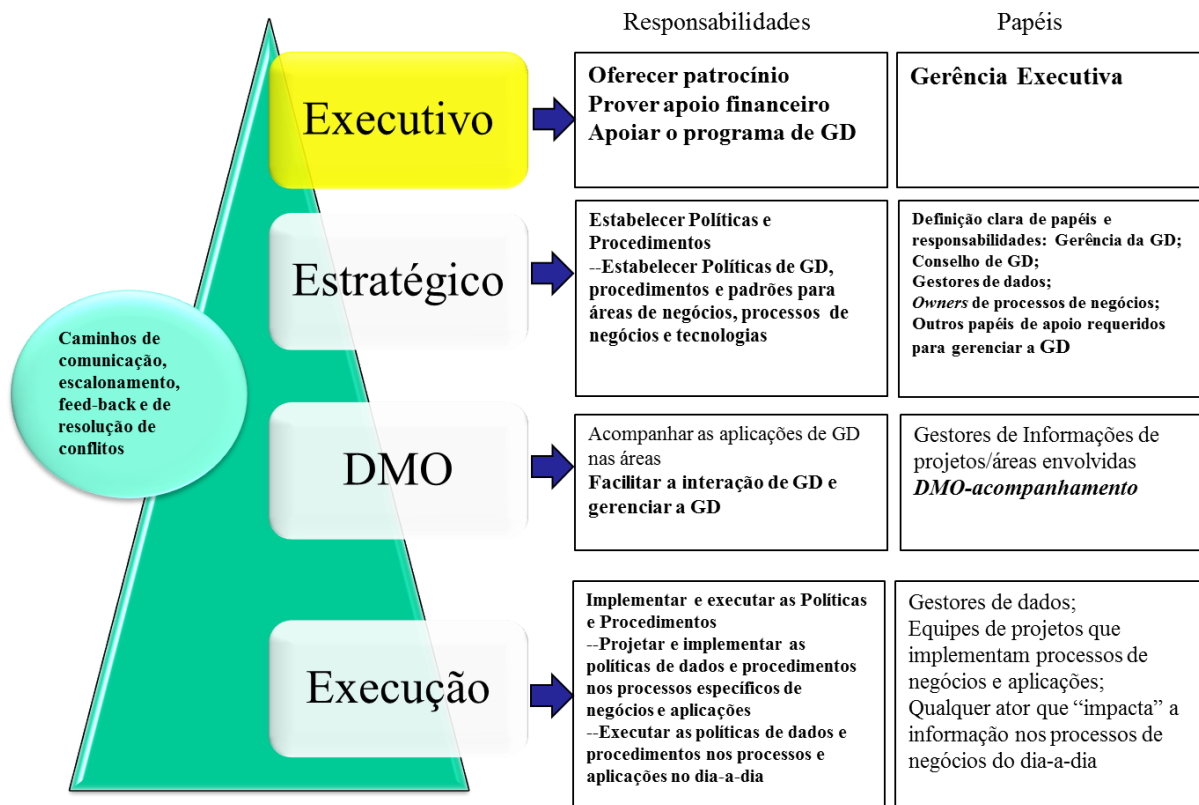 Responsabilidades
Papéis
Executivo
Oferecer patrocínio
Prover apoio financeiro
Apoiar o programa de GD
Gerência Executiva
Estratégico
Estabelecer Políticas e
Procedimentos
--Estabelecer Políticas de GD,
procedimentos e padrões para
áreas de negócios, processos de
negócios e tecnologias
Definição clara de papéis e
responsabilidades: Gerência da GD;
Conselho de GD;
Gestores de dados;
Owners de processos de negócios;
Outros papéis de apoio requeridos
para gerenciar a GD
Caminhos de
comunicação,
escalonamento,
feed-back e de
resolução de
conflitos
DMO
Acompanhar as aplicações de GD
nas áreas
Facilitar a interação de GD e
gerenciar a GD
Gestores de Informações de
projetos/áreas envolvidas
DMO-acompanhamento
Execução
Implementar e executar as Políticas
e Procedimentos
--Projetar e implementar as
políticas de dados e procedimentos
nos processos específicos de
negócios e aplicações
--Executar as políticas de dados e
procedimentos nos processos e
aplicações no dia-a-dia
Gestores de dados;
Equipes de projetos que
implementam processos de
negócios e aplicações;
Qualquer ator que “impacta” a
informação nos processos de
negócios do dia-a-dia